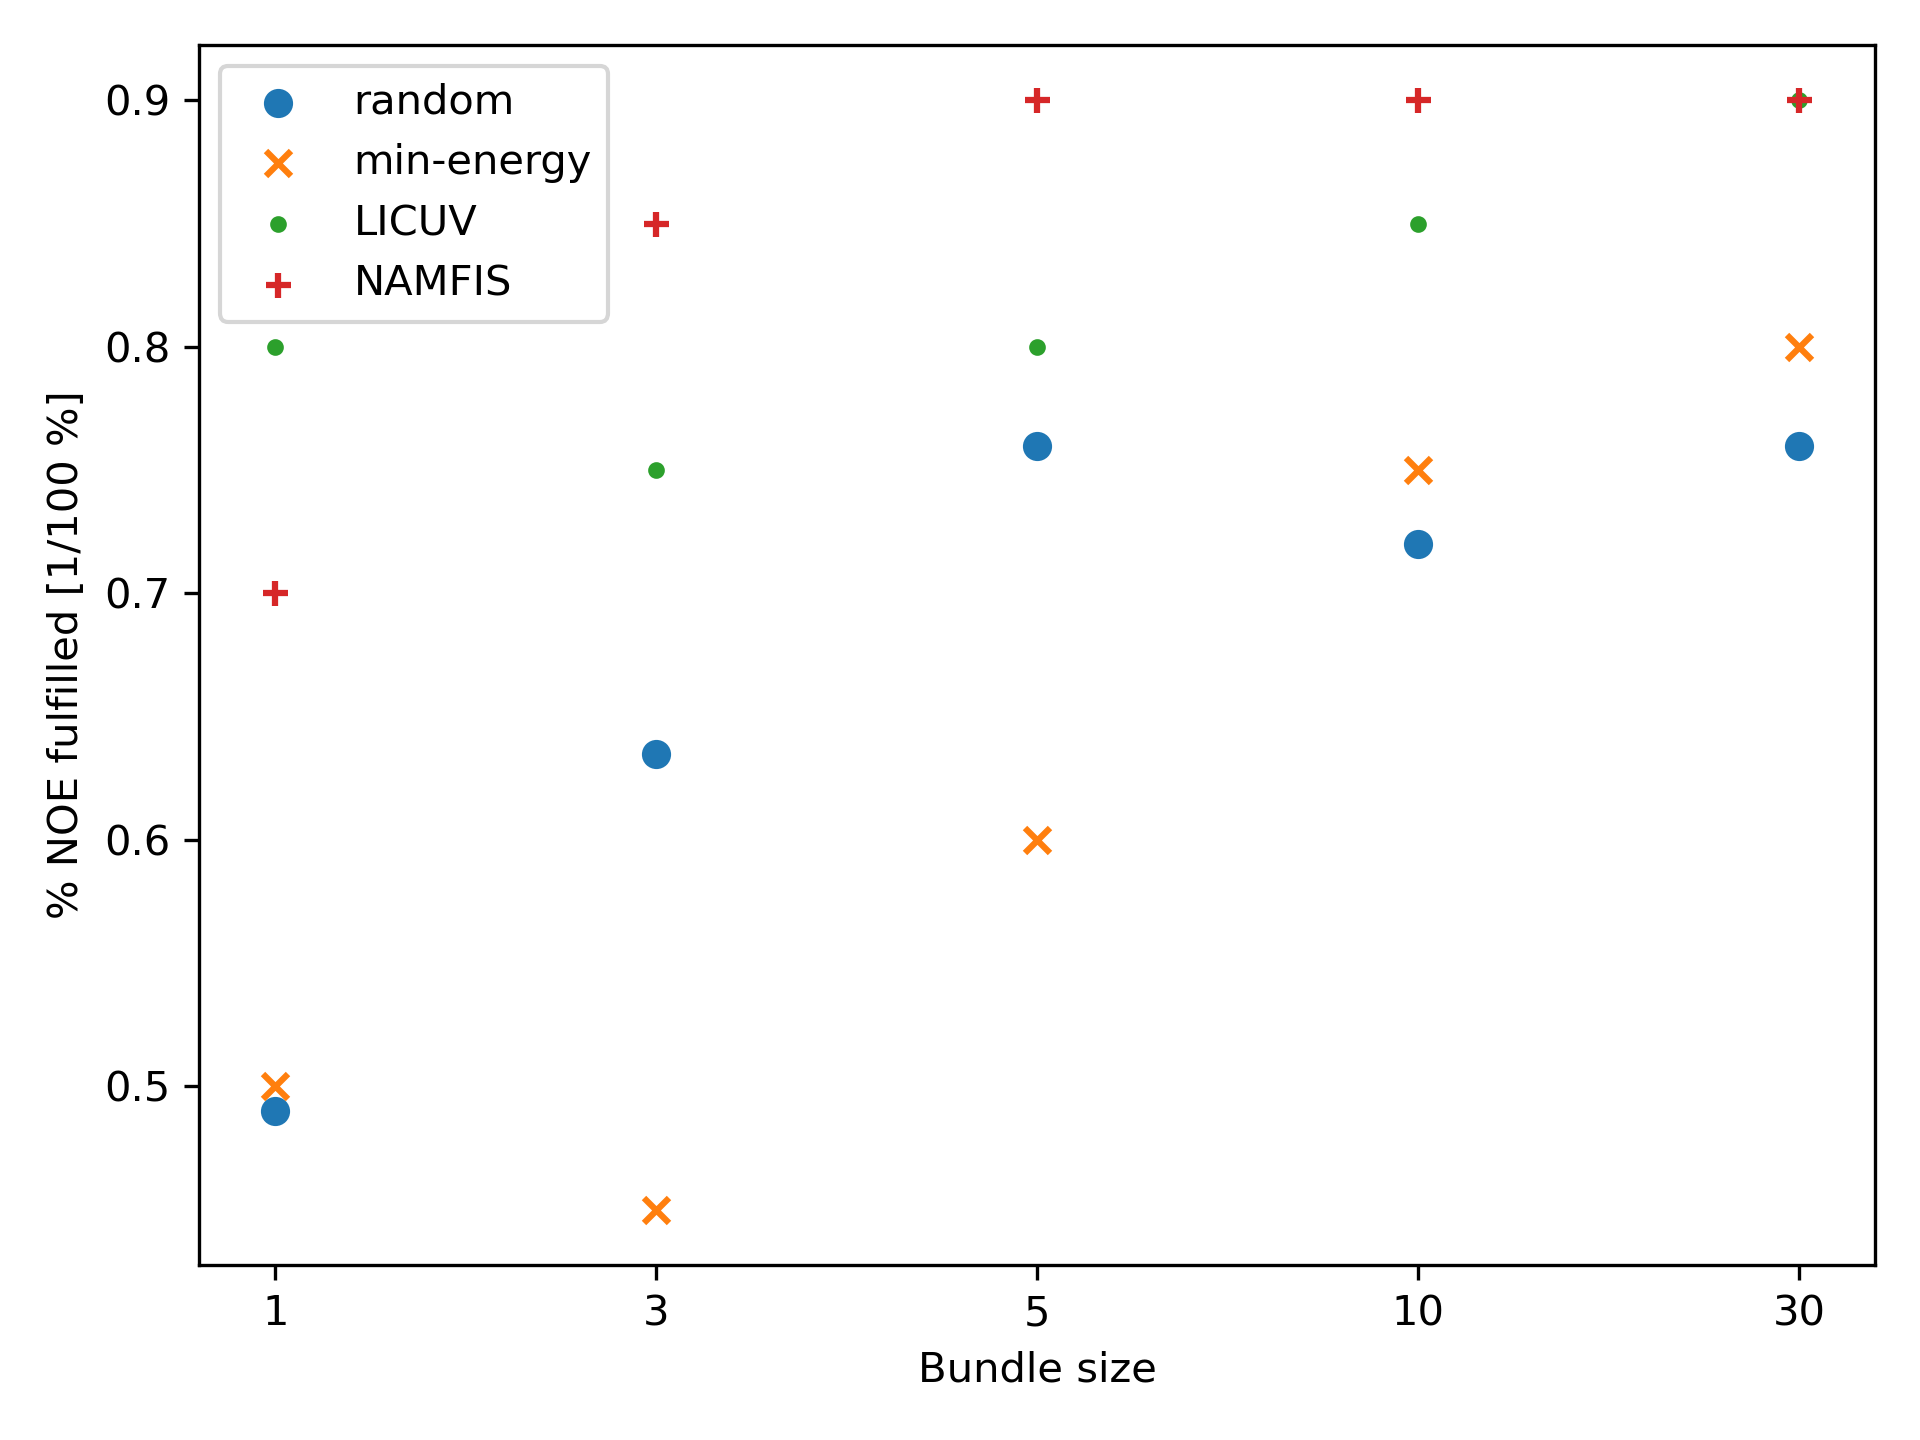 random
min-energy
LICUV
NAMFIS
0.9
0.8
0.7
0.6
0.5
% NOE fulfilled [1/100 %]
1 3 5 10 30
Bundle size